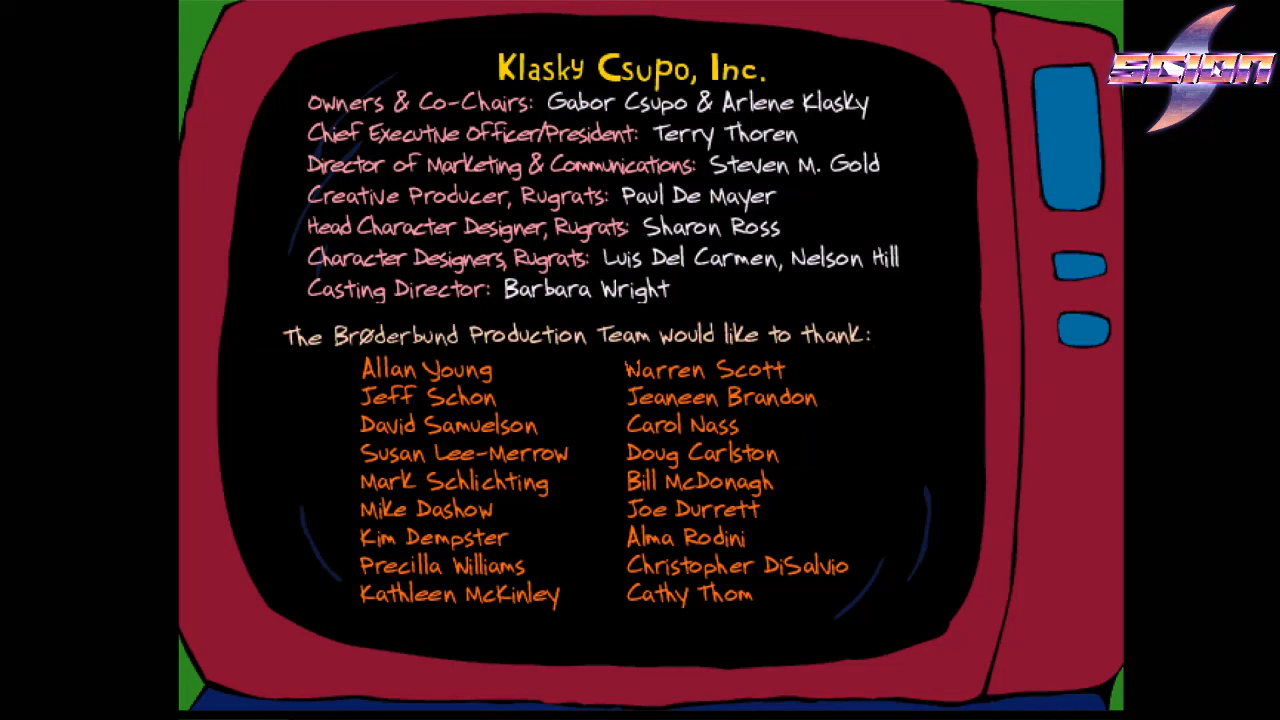 SCION
Klasky Csupo, Inc.
Owners & Co-Chairs: Gabor Csupo & Arlene Klasky
Chief Executive Officer/President: Terry Thoren
Director of Marketing & Communications: Steven M. Gold
Creative Producer, Rugrats: Paul De Mayer
Head Character Designer, Rugrats: Sharon Ross
Character Designers, Rugrats: Luis Del Carmen, Nelson Hill
Casting Director: Barbara Wright
The Brøderbund Production Team would like to thank:
Allan Young Warren Scott
Jeff Schon Jeaneen Brandon
David Samuelson Carol Nass
Susan Lee-Merrow Doug Carlston
Mark Schlichting Bill McDonagh
Mike Dashow Joe Durrett
Kim Dempster Alma Rodini
Precilla Williams Christopher DiSalvio
Kathleen McKinley Cathy Thom